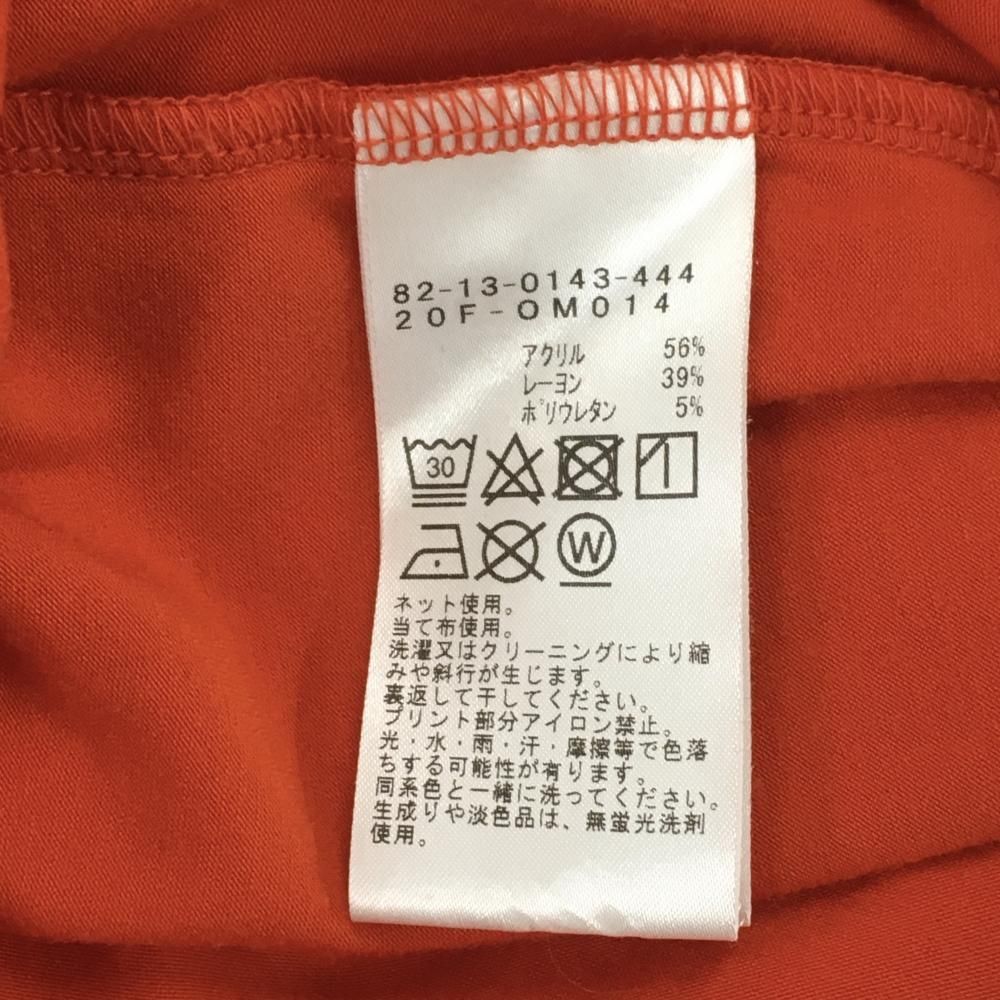 82-13-0143-444
20F-OM014
アクリル 56%
レーヨン 39%
ポリウレタン 5%
30
W
ネット使用。
当て布使用。
洗濯又はクリーニングにより縮
みや斜行が生じます。
裏返して干してください。
プリント部分アイロン禁止。
光・水・雨・汗・摩擦等で色落
ちする可能性が有ります。
同系色と一緒に洗ってください。
生成りや淡色品は、無蛍光洗剤
使用。